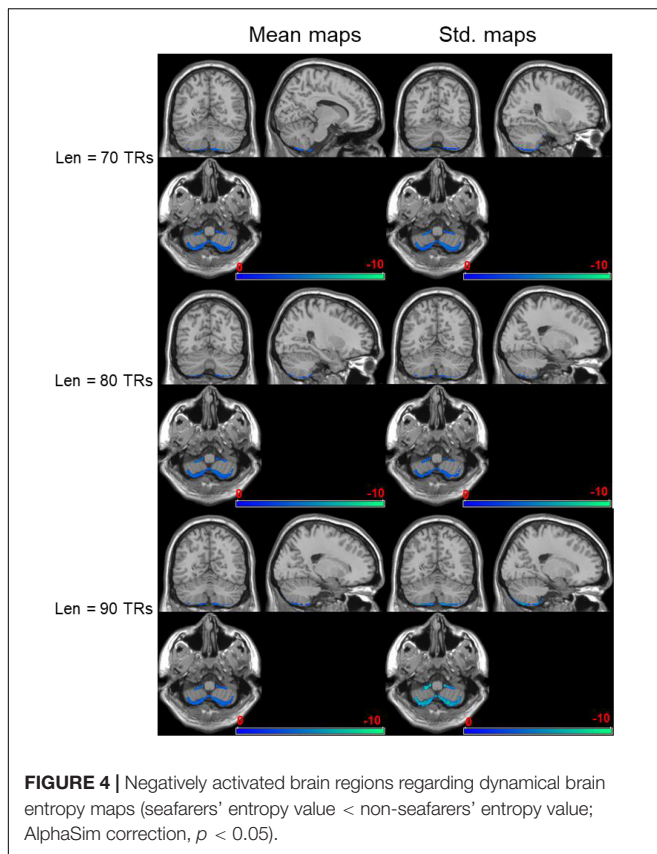 Mean maps Std. maps
Len = 70 TRs
0 -10 0 -10
Len = 80 TRs
0 -10 0 -10
Len = 90 TRs
0 -10 0 -10
FIGURE 4 | Negatively activated brain regions regarding dynamical brain
entropy maps (seafarers’ entropy value < non-seafarers’ entropy value;
AlphaSim correction, p < 0.05).